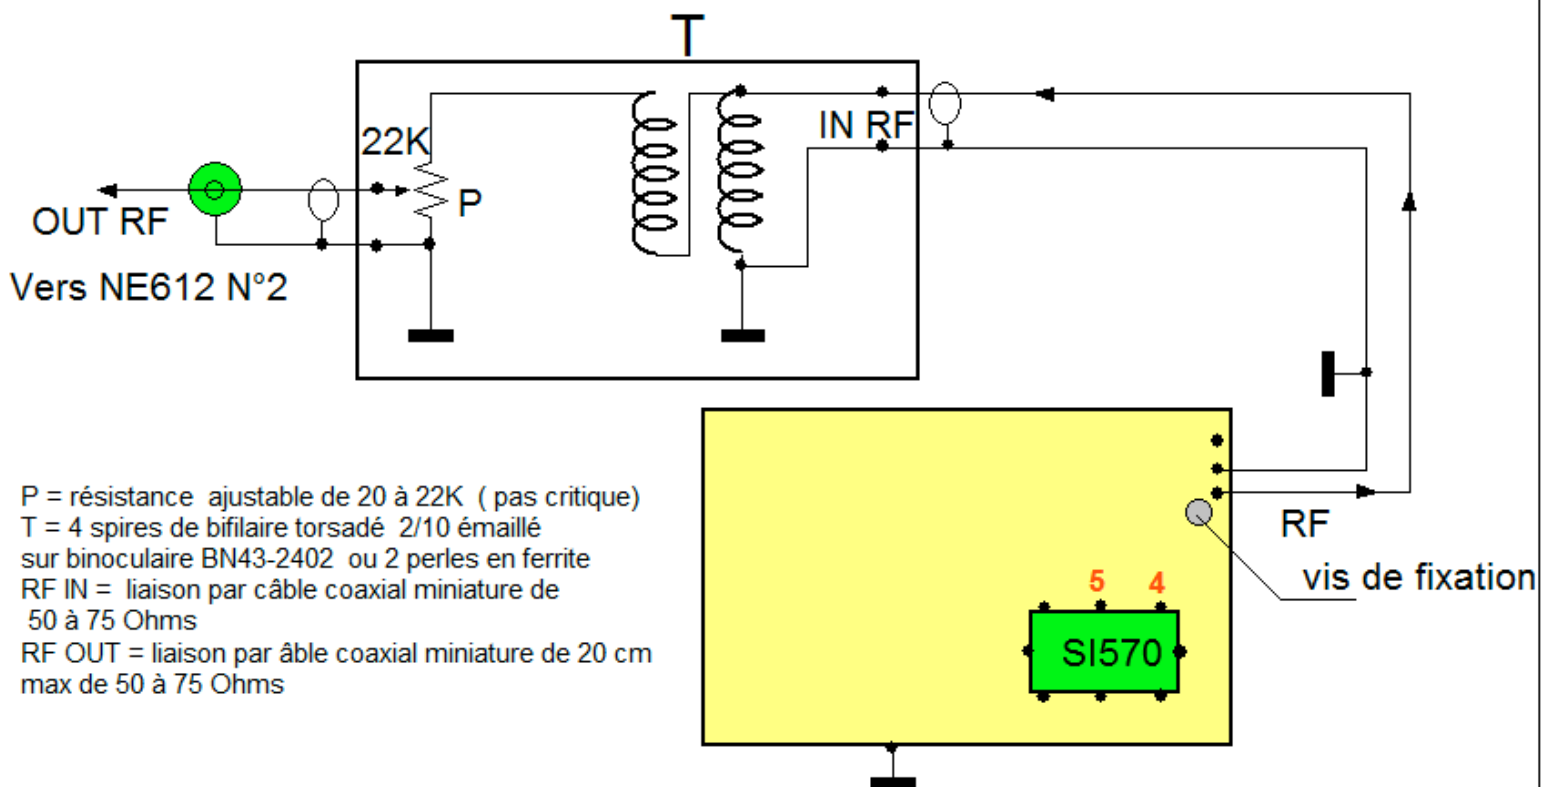 T
22K
IN RF
P
OUT RF
Vers NE612 N°2
P = résistance ajustable de 20 à 22K ( pas critique)
T = 4 spires de bifilaire torsadé 2/10 émaillé
sur binoculaire BN43-2402 ou 2 perles en ferrite
RF IN = liaison par câble coaxial miniature de
50 à 75 Ohms
RF OUT = liaison par âble coaxial miniature de 20 cm
max de 50 à 75 Ohms
RF
vis de fixation
5 4
SI570